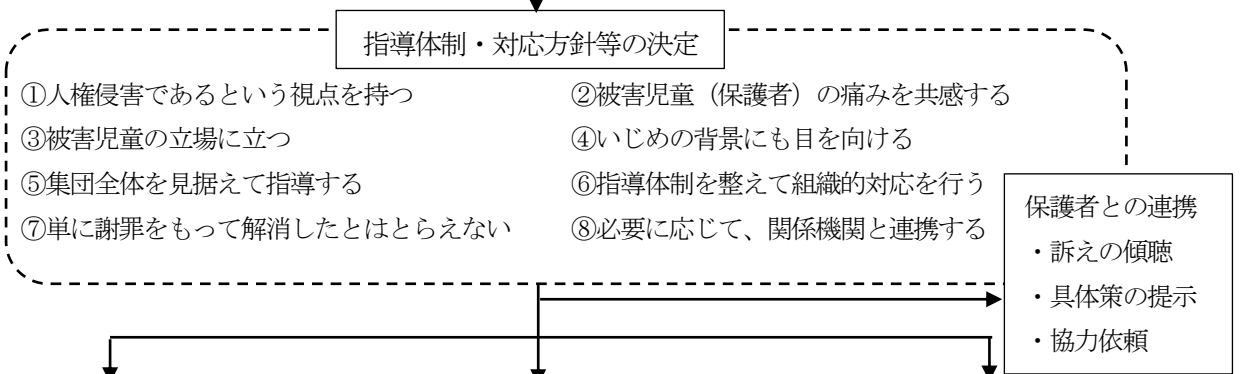 指導体制・対応方針等の決定
①人権侵害であるという視点を持つ
②被害児童（保護者）の痛みを共感する
③被害児童の立場に立つ
④いじめの背景にも目を向ける
⑤集団全体を見据えて指導する
⑥指導体制を整えて組織的対応を行う
⑦単に謝罪をもって解消したとはとらえない
⑧必要に応じて、関係機関と連携する
保護者との連携
・訴えの傾聴
・具体策の提示
・協力依頼